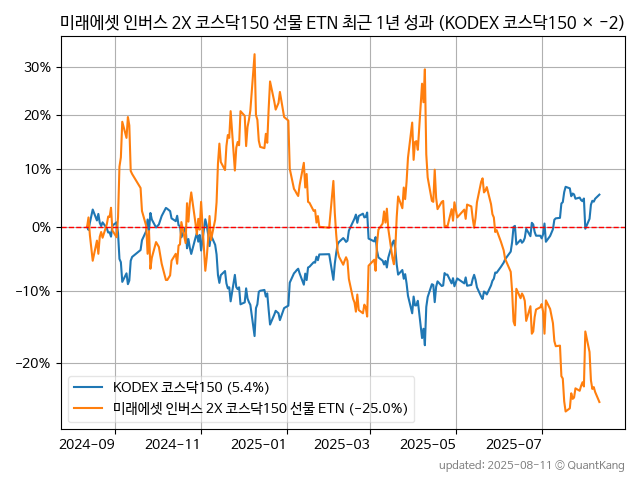 미래에셋 인버스 2X 코스닥150 선물 ETN 최근 1년 성과 (KODEX 코스닥150 × −2)
30%
20%
10%
0%
−10%
−20%
KODEX 코스닥150 (5.4%)
미래에셋 인버스 2X 코스닥150 선물 ETN (−25.0%)
2024-09 2024-11 2025-01 2025-03 2025-05 2025-07
updated: 2025-08-11 © QuantKang